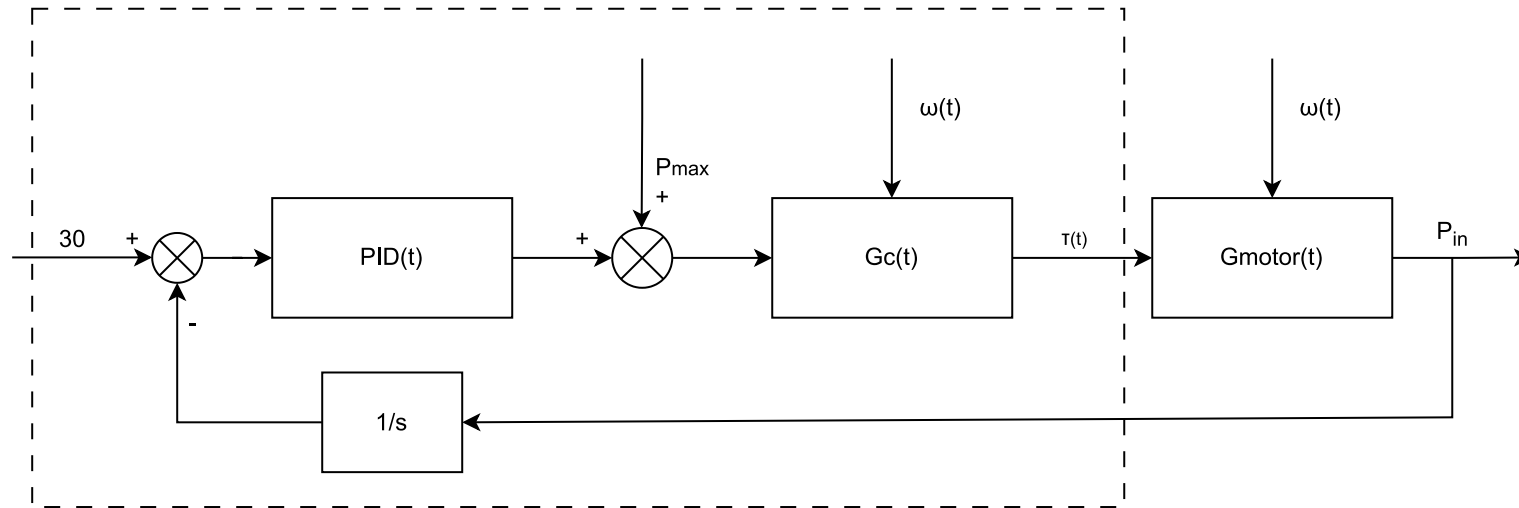 ω(t)
ω(t)
Pmax
+
30
+
PID(t)
+
Gc(t)
τ(t)
Gmotor(t)
Pin
-
1/s